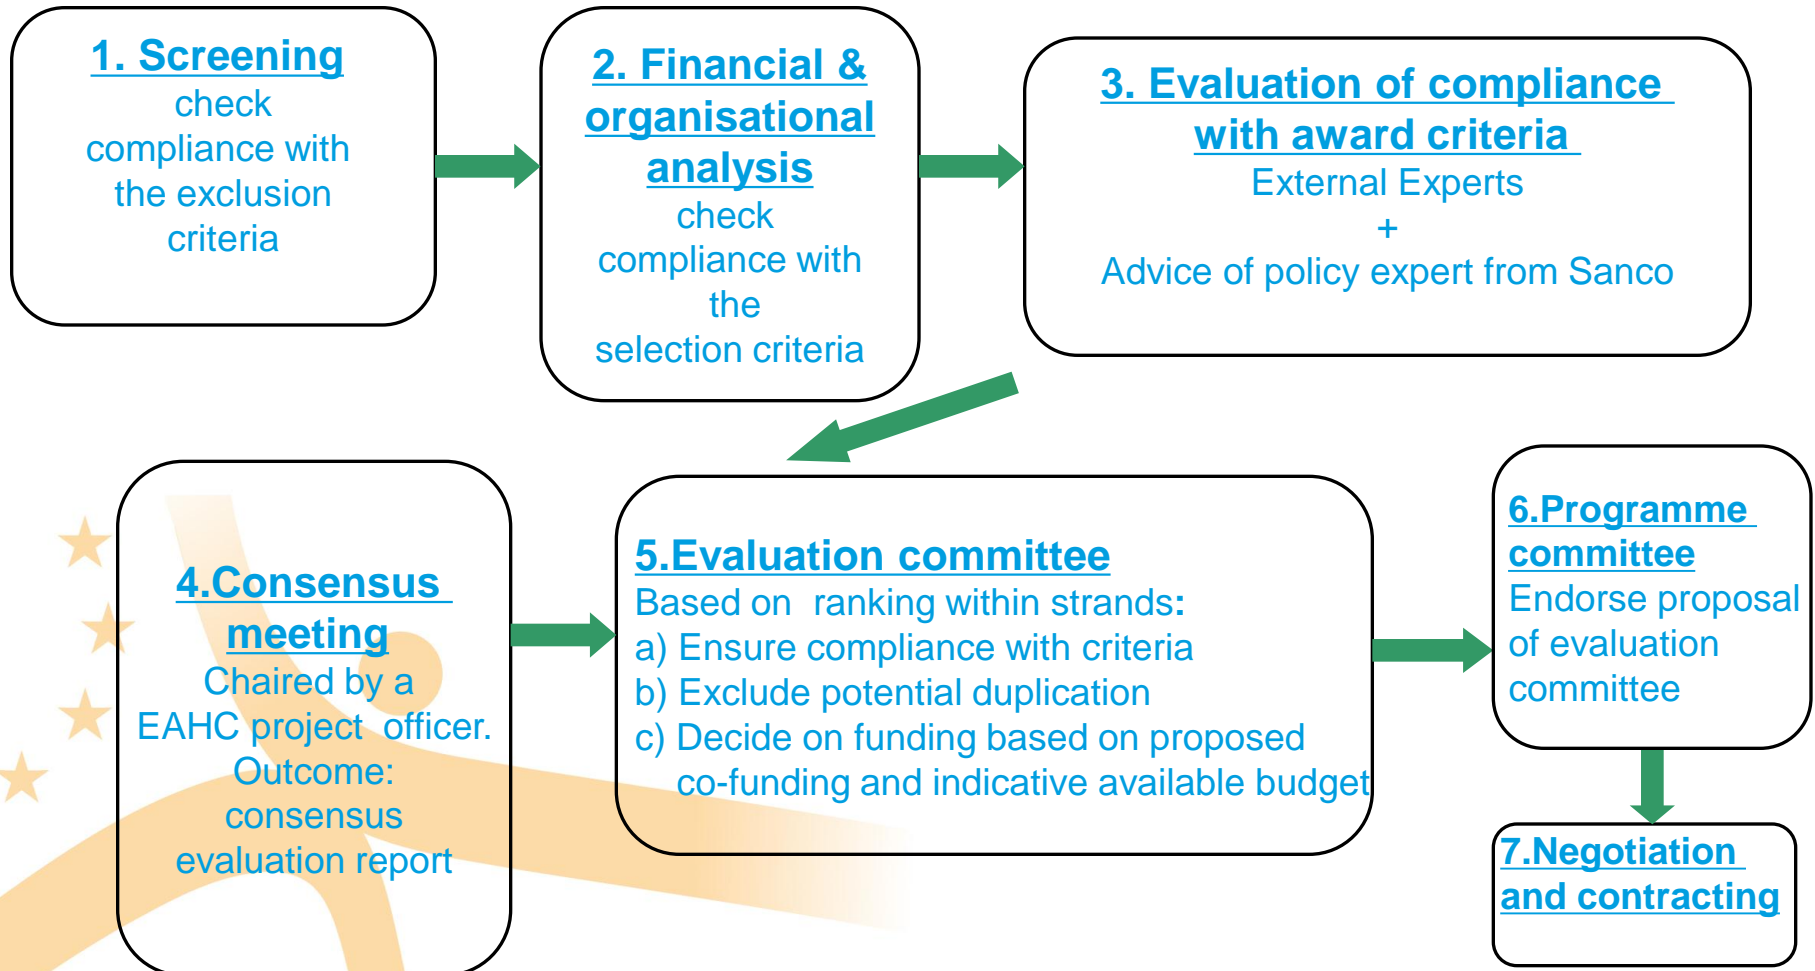 1. Screening
check
compliance with
the exclusion
criteria
2. Financial &
organisational
analysis
check
compliance with
the
selection criteria
3. Evaluation of compliance
with award criteria
External Experts
+
Advice of policy expert from Sanco
4.Consensus
meeting
Chaired by a
EAHC project officer.
Outcome:
consensus
evaluation report
5.Evaluation committee
Based on ranking within strands:
a) Ensure compliance with criteria
b) Exclude potential duplication
c) Decide on funding based on proposed
co-funding and indicative available budget
6.Programme
committee
Endorse proposal
of evaluation
committee
7.Negotiation
and contracting